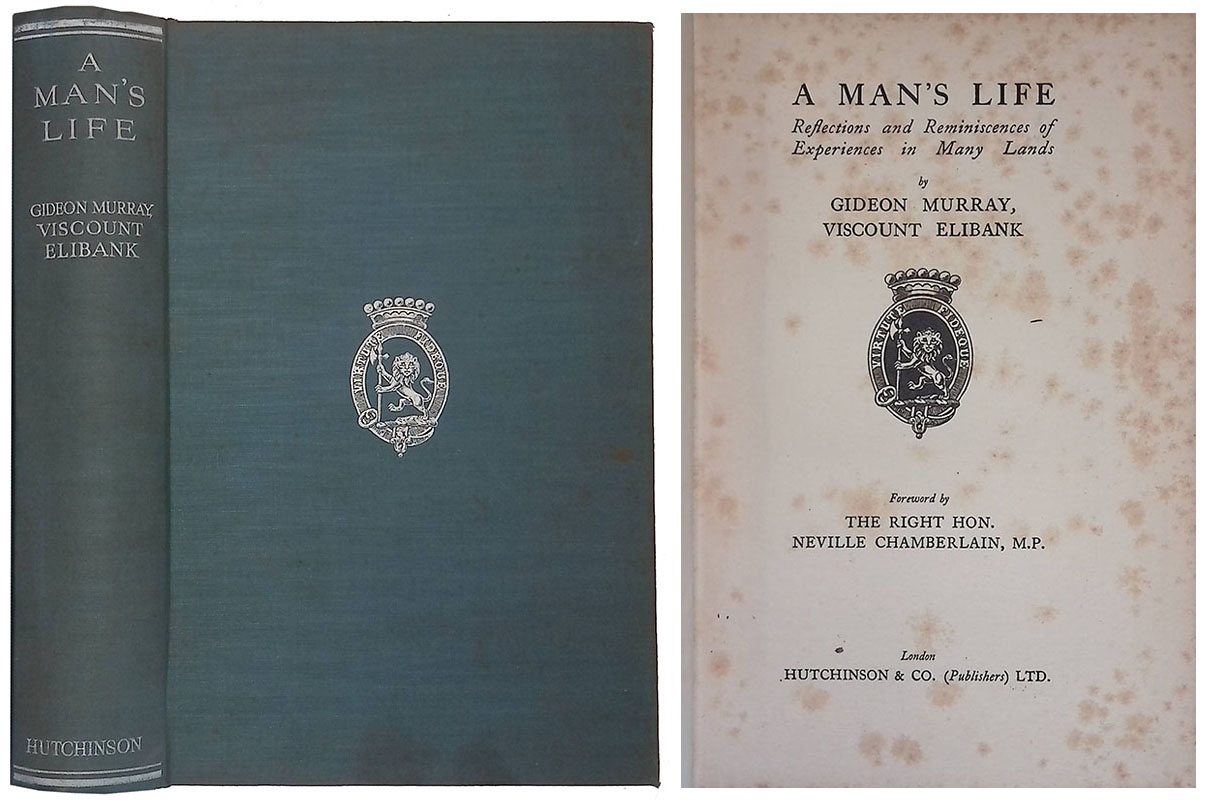 A
MAN'S
LIFE
GIDEON MURRAY,
VISCOUNT
ELIBANK
HUTCHINSON
VIRTUTE FIDEQUE
A MAN'S LIFE
Reflections and Reminiscences of
Experiences in Many Lands
by
GIDEON MURRAY,
VISCOUNT ELIBANK
VIRTUTE FIDEQUE
Foreword by
THE RIGHT HON.
NEVILLE CHAMBERLAIN, M.P.
London
HUTCHINSON & CO. (Publishers) LTD.